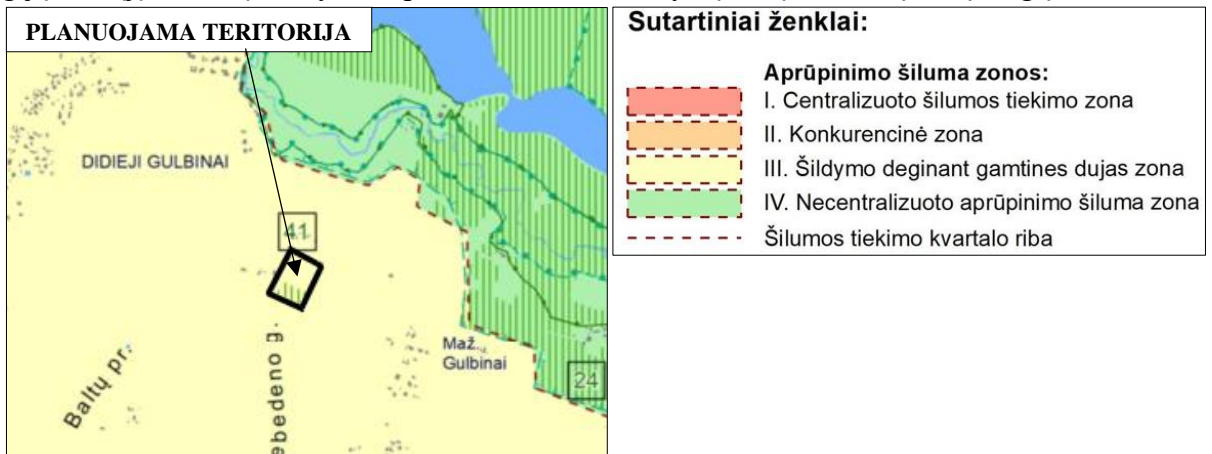 PLANUOJAMA TERITORIJA
DIDIEJI GULBINAI
41
Maž.
Gulbinai
24
Baltų pr.
ebedeno g.
Sutartiniai ženklai:
Aprūpinimo šiluma zonos:
I. Centralizuoto šilumos tiekimo zona
II. Konkurencinė zona
III. Šildymo deginant gamtines dujas zona
IV. Necentralizuoto aprūpinimo šiluma zona
Šilumos tiekimo kvartalo riba